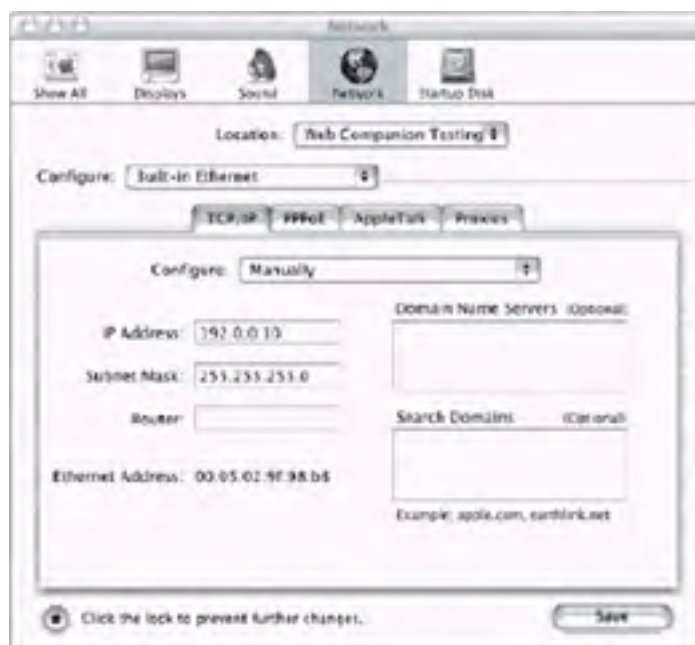 Network
Show All Displays Sound Network Startup Disk
Location: Web Companion Testing
Configure: Built-in Ethernet
TCP/IP PPPoE AppleTalk Proxies
Configure: Manually
Domain Name Servers (Optional)
IP Address: 192.0.0.10
Subnet Mask: 255.255.255.0
Router:
Search Domains (Optional)
Ethernet Address:
Example: apple.com, earthlink.net
Click the lock to prevent further changes.
Save